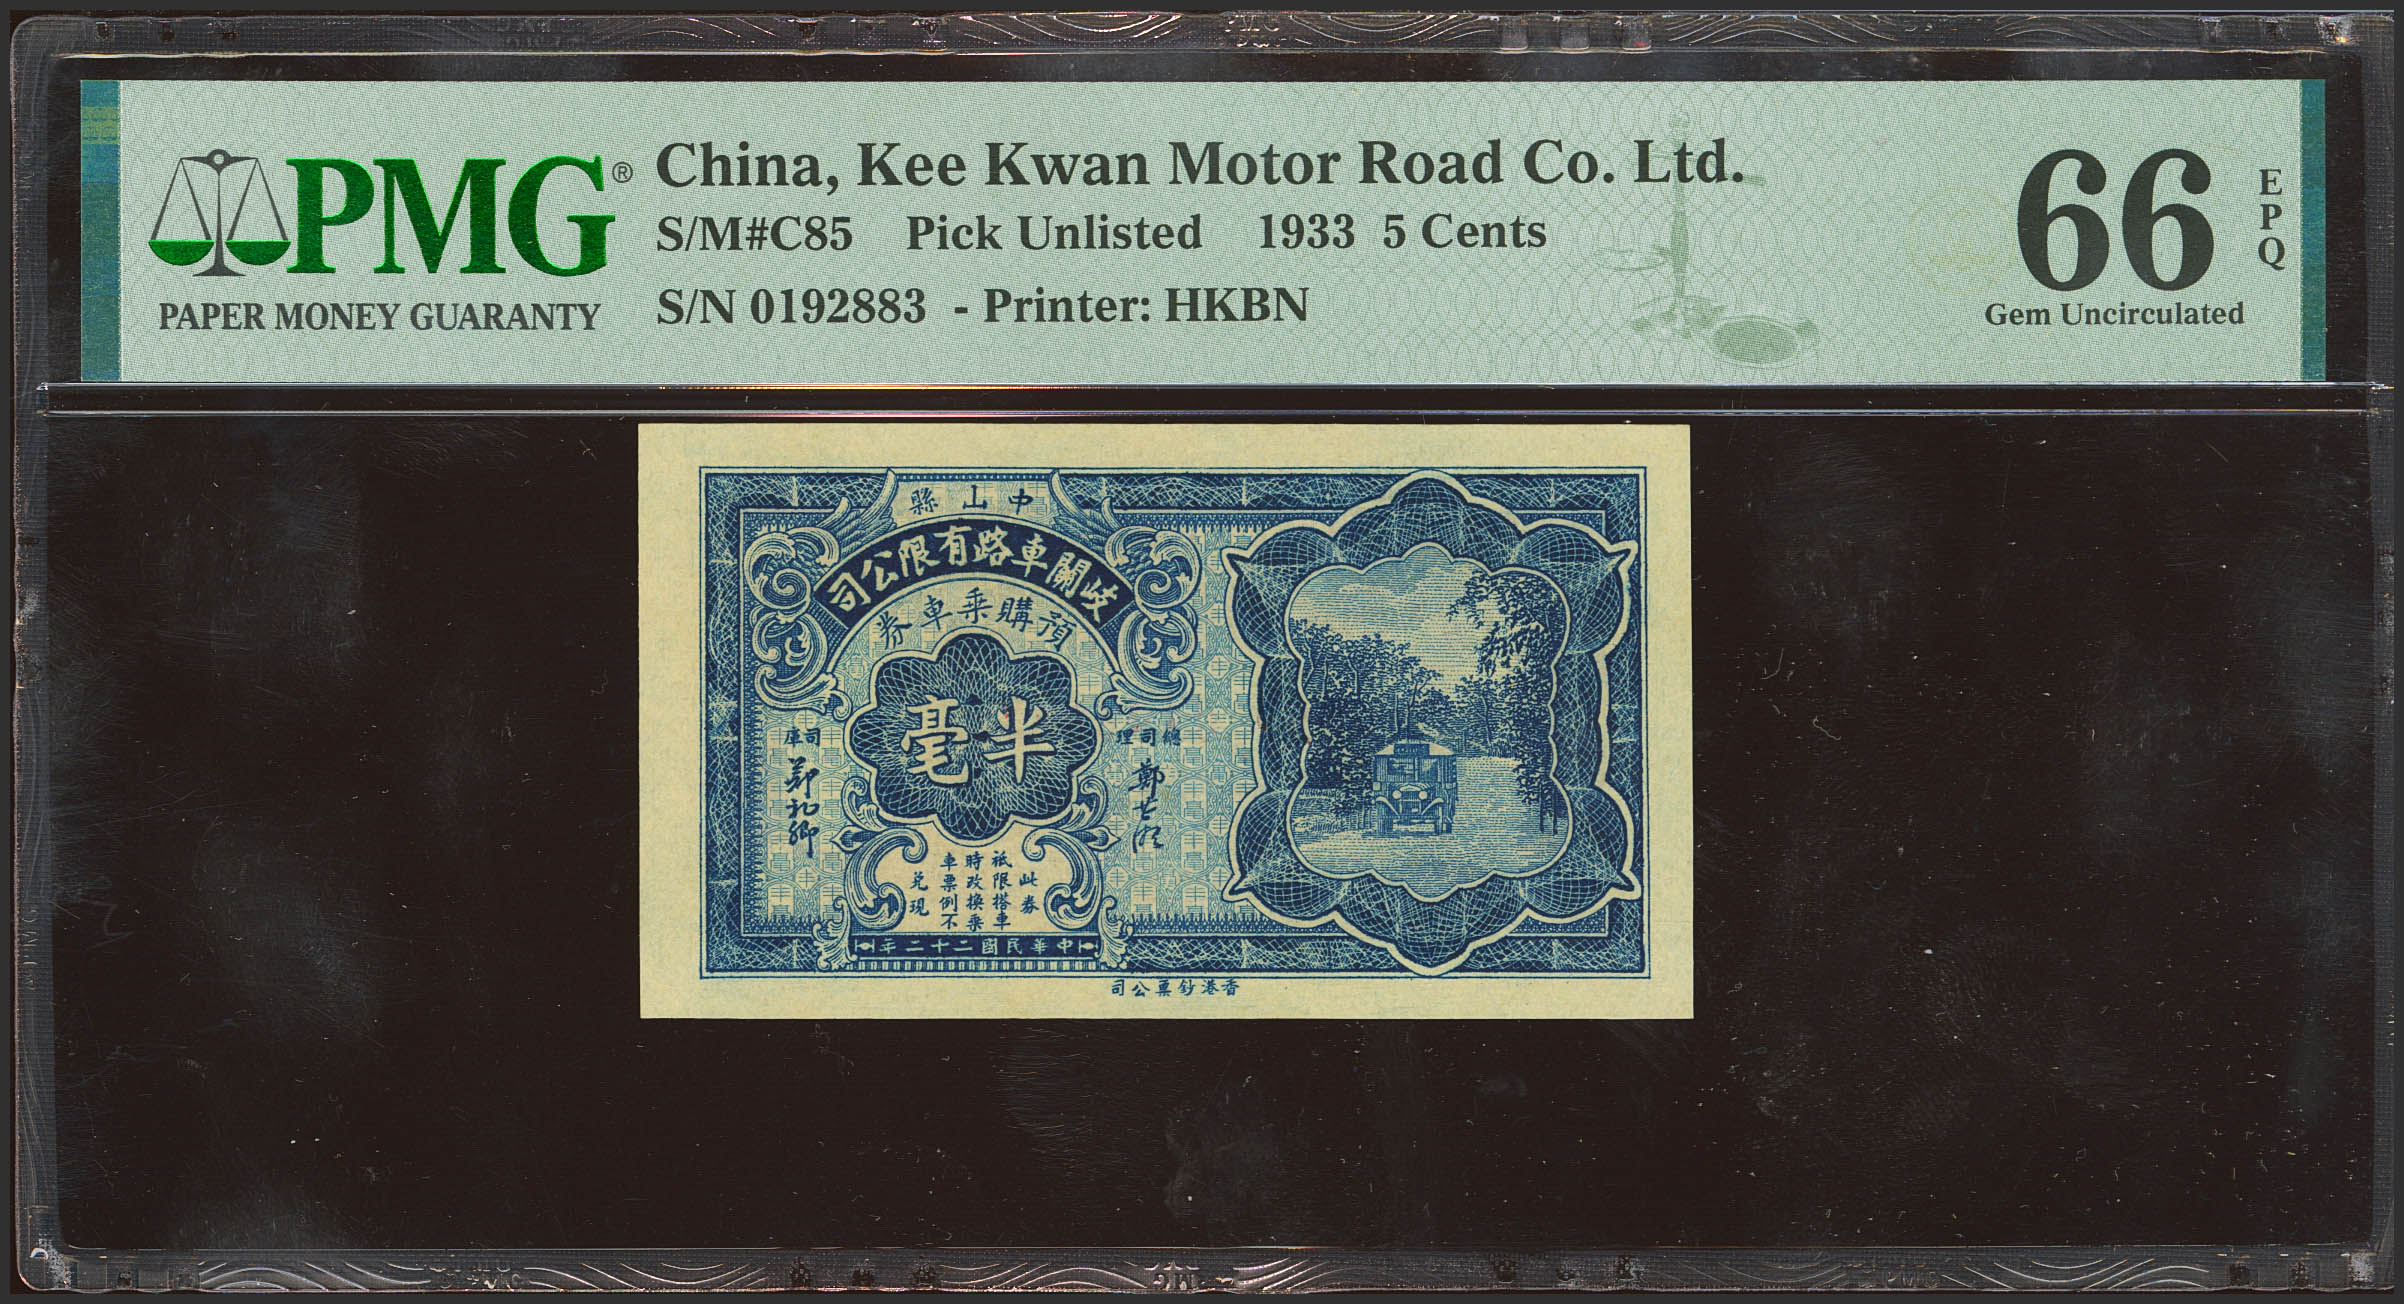 PMG®
PAPER MONEY GUARANTY
China, Kee Kwan Motor Road Co. Ltd.
S/M#C85 Pick Unlisted 1933 5 Cents
S/N 0192883 - Printer: HKBN
66
EPQ
Gem Uncirculated
中山縣
岐關車路有限公司
預購乘車券
半毫
總司理
司庫
鄭禮卿
此券
祗限搭車
時改換乘
車票例不
兌現
中華民國二十二年
香港鈔票公司